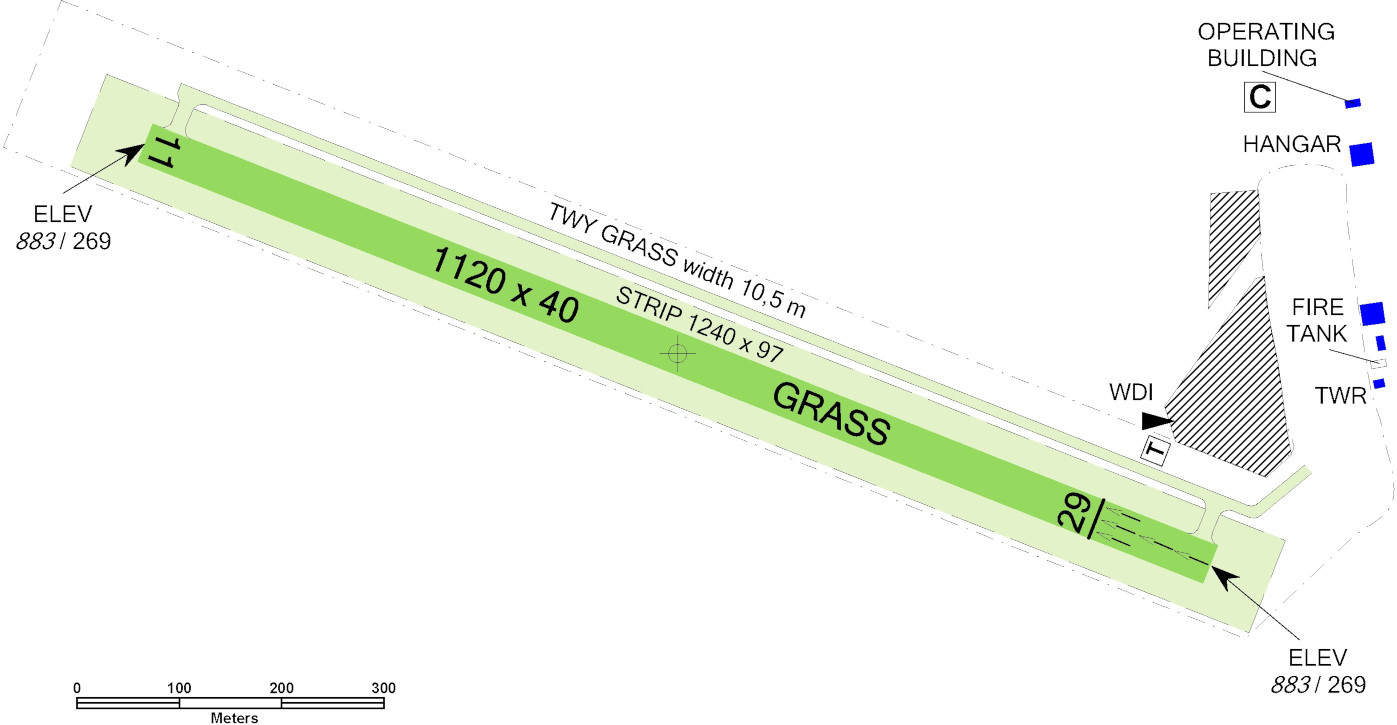 OPERATING
BUILDING
C
HANGAR
11
ELEV
883 / 269
TWY GRASS width 10,5 m
1120 x 40
STRIP 1240 x 97
GRASS
FIRE
TANK
WDI
TWR
T
29
ELEV
883 / 269
0 100 200 300
Meters